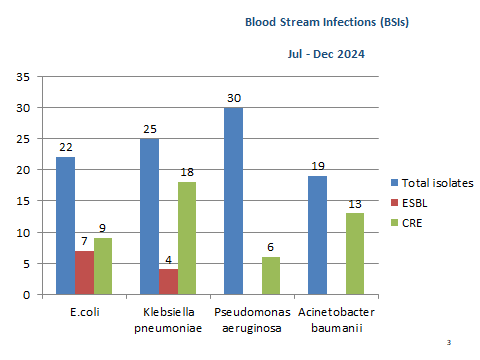 Blood Stream Infections (BSIs)
Jul - Dec 2024
35
30
25
20
15
10
5
0
22
7
9
25
4
18
30
6
19
13
E.coli
Klebsiella
pneumoniae
Pseudomonas
aeruginosa
Acinetobacter
baumanii
Total isolates
ESBL
CRE
3